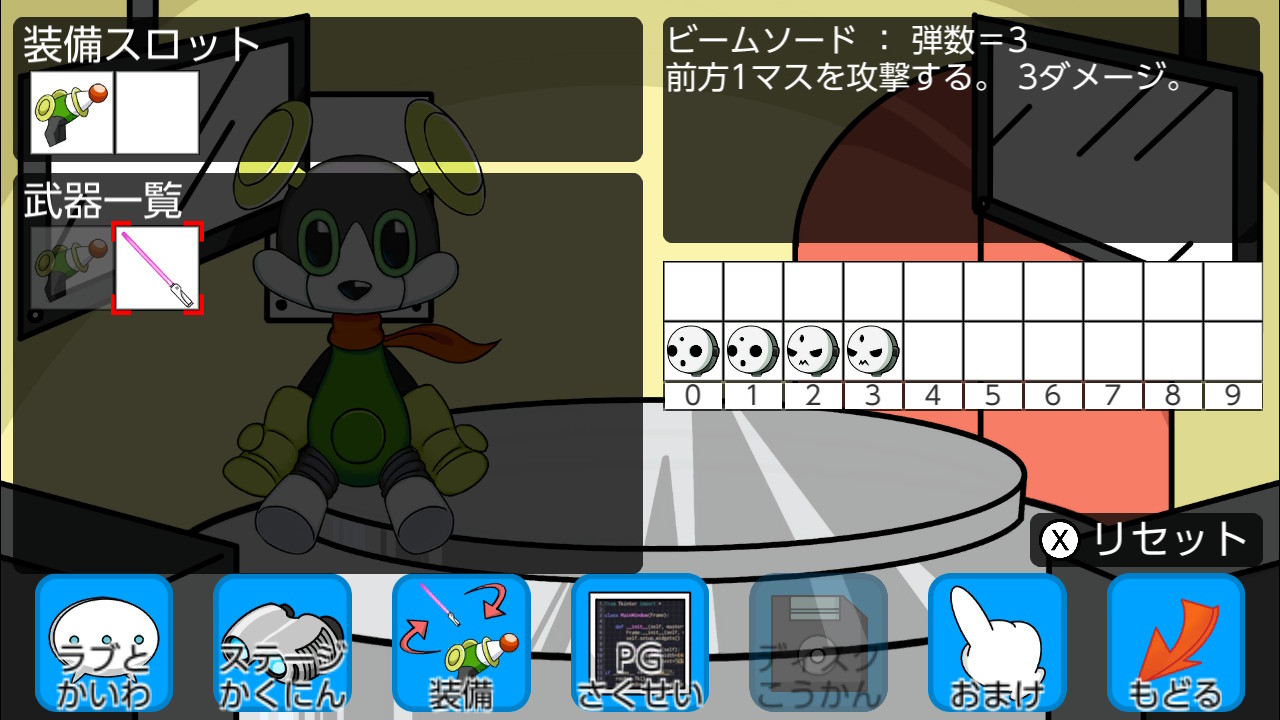 装備スロット
ビームソード ： 弾数＝3
前方1マスを攻撃する。 3ダメージ。
武器一覧
0 1 2 3 4 5 6 7 8 9
X リセット
ラブと
かいわ
ステージ
かくにん
装備
PG
さくせい
ディスク
こうかん
おまけ
もどる